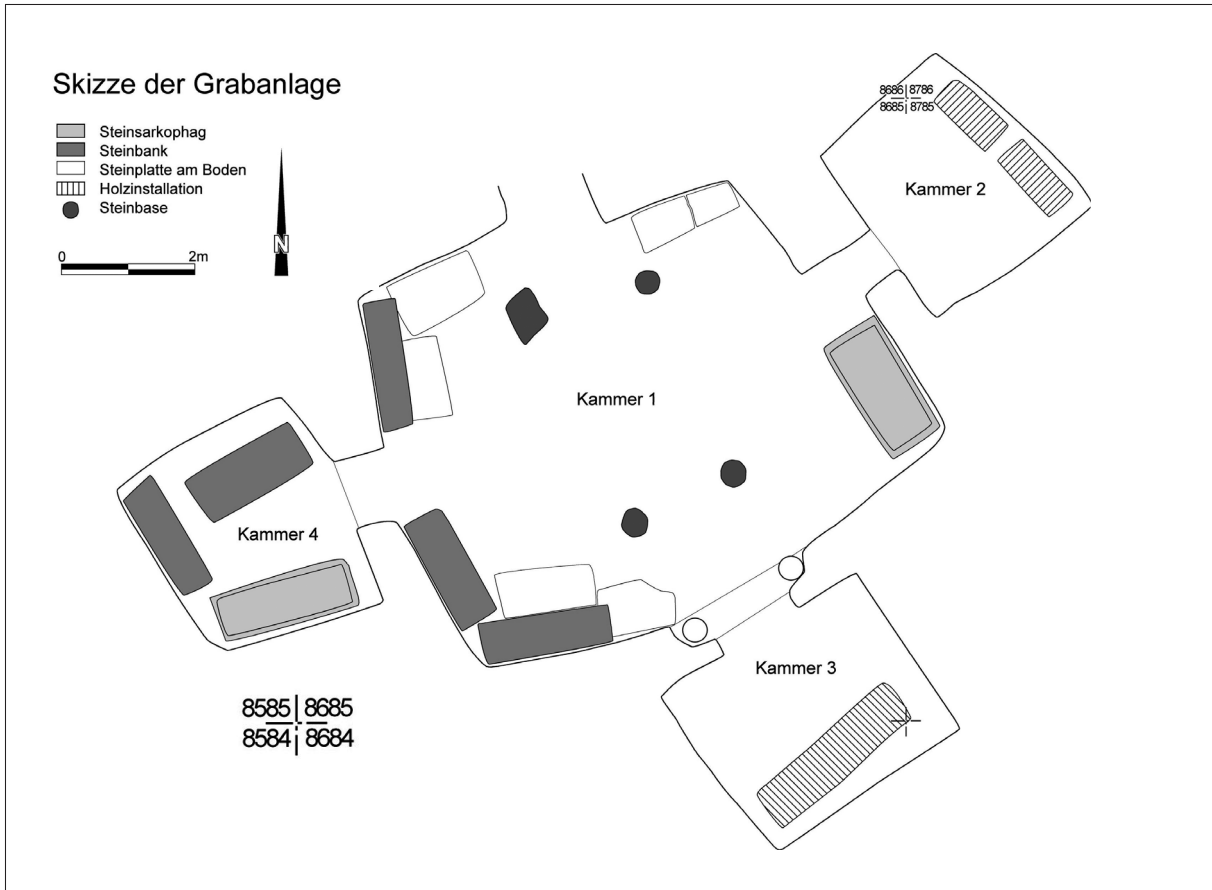 Skizze der Grabanlage
Steinsarkophag
Steinbank
Steinplatte am Boden
Holzinstallation
Steinbase
N
0 2m
8686 8786
8685 8785
Kammer 2
Kammer 1
Kammer 4
Kammer 3
8585 8685
8584 8684